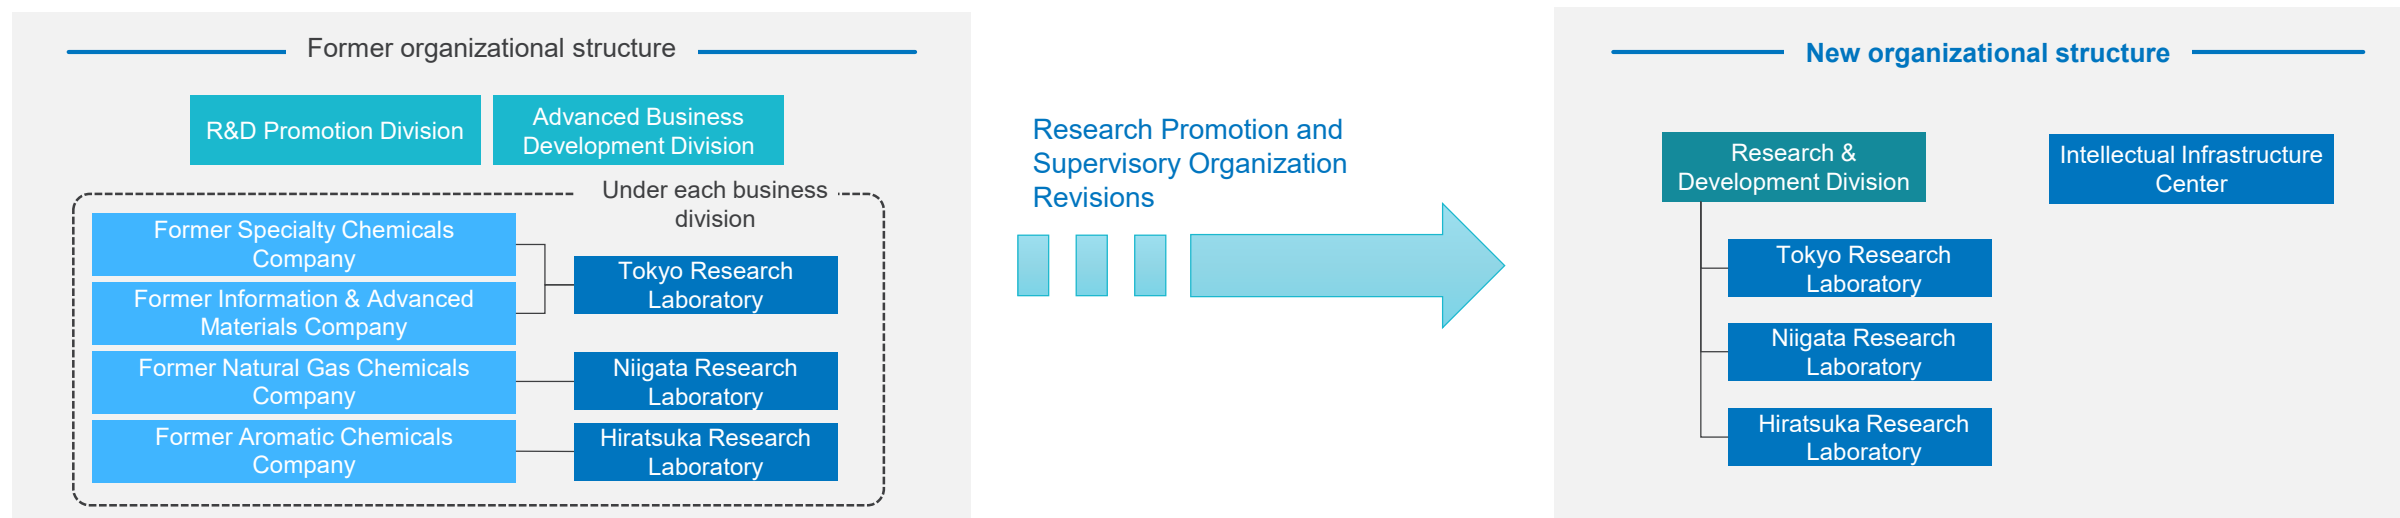 Former organizational structure
R&D Promotion Division
Advanced Business
Development Division
Under each business
division
Former Specialty Chemicals
Company
Former Information & Advanced
Materials Company
Former Natural Gas Chemicals
Company
Former Aromatic Chemicals
Company
Tokyo Research
Laboratory
Niigata Research
Laboratory
Hiratsuka Research
Laboratory
Research Promotion and
Supervisory Organization
Revisions
New organizational structure
Research &
Development Division
Tokyo Research
Laboratory
Niigata Research
Laboratory
Hiratsuka Research
Laboratory
Intellectual Infrastructure
Center